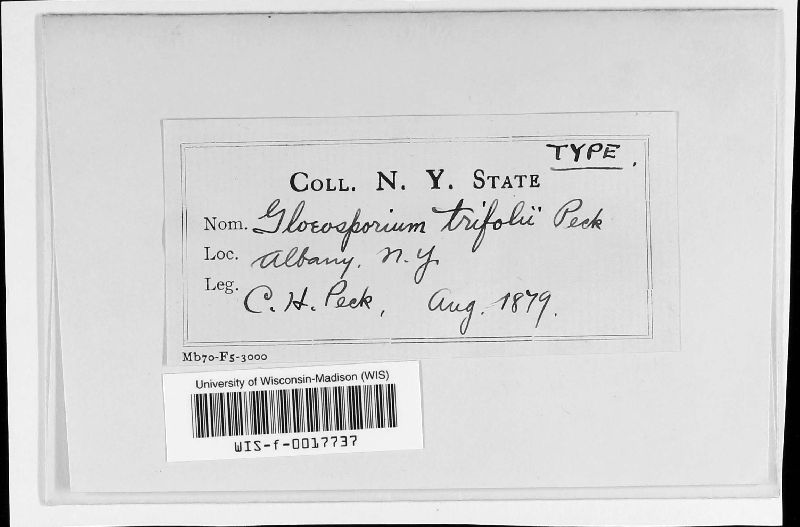 TYPE.
COLL. N. Y. STATE
Nom. Gloeosporium trifolii Peck
Loc. Albany, N.Y.
Leg. C. H. Peck, Aug. 1879.
Mb70-F5-3000
University of Wisconsin-Madison (WIS)
WIS-f-0017737